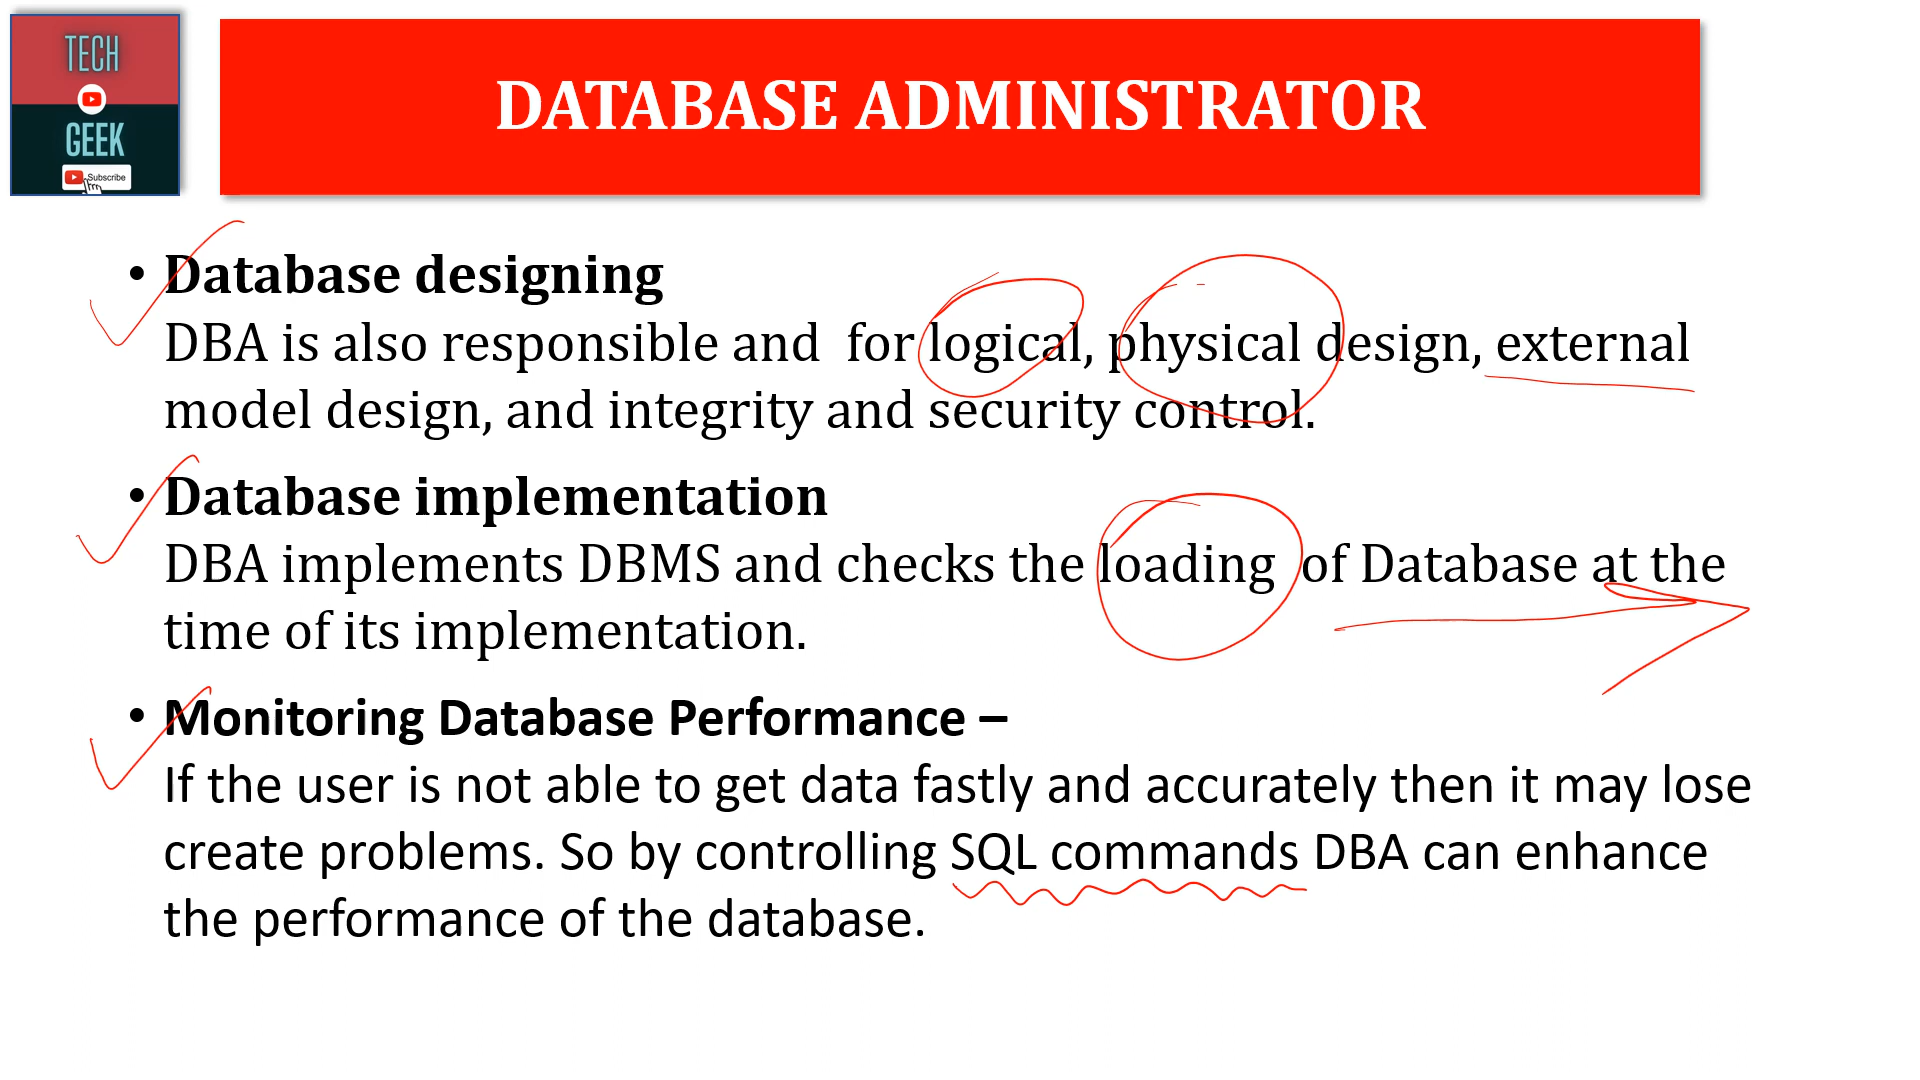 TECH
GEEK
Subscribe
DATABASE ADMINISTRATOR
• Database designing
DBA is also responsible and for logical, physical design, external
model design, and integrity and security control.
• Database implementation
DBA implements DBMS and checks the loading of Database at the
time of its implementation.
• Monitoring Database Performance –
If the user is not able to get data fastly and accurately then it may lose
create problems. So by controlling SQL commands DBA can enhance
the performance of the database.